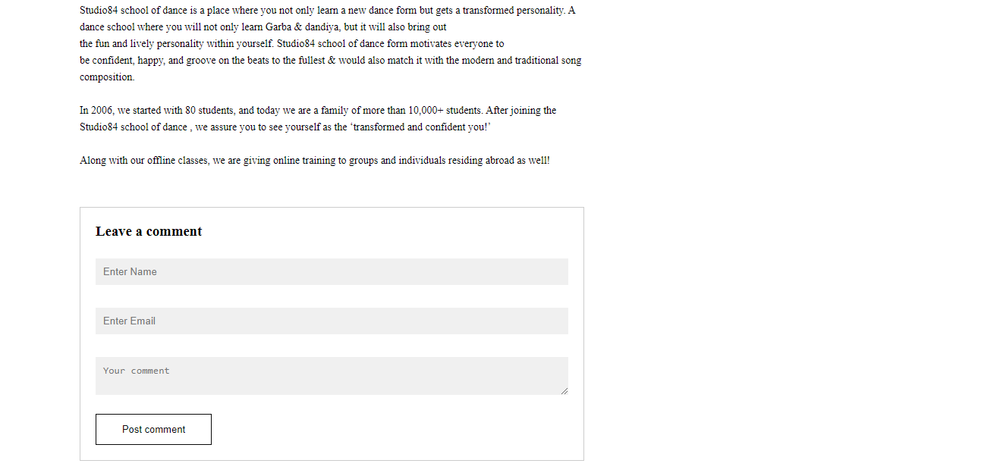 Studio84 school of dance is a place where you not only learn a new dance form but gets a transformed personality. A
dance school where you will not only learn Garba & dandiya, but it will also bring out
the fun and lively personality within yourself. Studio84 school of dance form motivates everyone to
be confident, happy, and groove on the beats to the fullest & would also match it with the modern and traditional song
composition.
In 2006, we started with 80 students, and today we are a family of more than 10,000+ students. After joining the
Studio84 school of dance , we assure you to see yourself as the ‘transformed and confident you!’
Along with our offline classes, we are giving online training to groups and individuals residing abroad as well!
Leave a comment
Enter Name
Enter Email
Your comment
Post comment